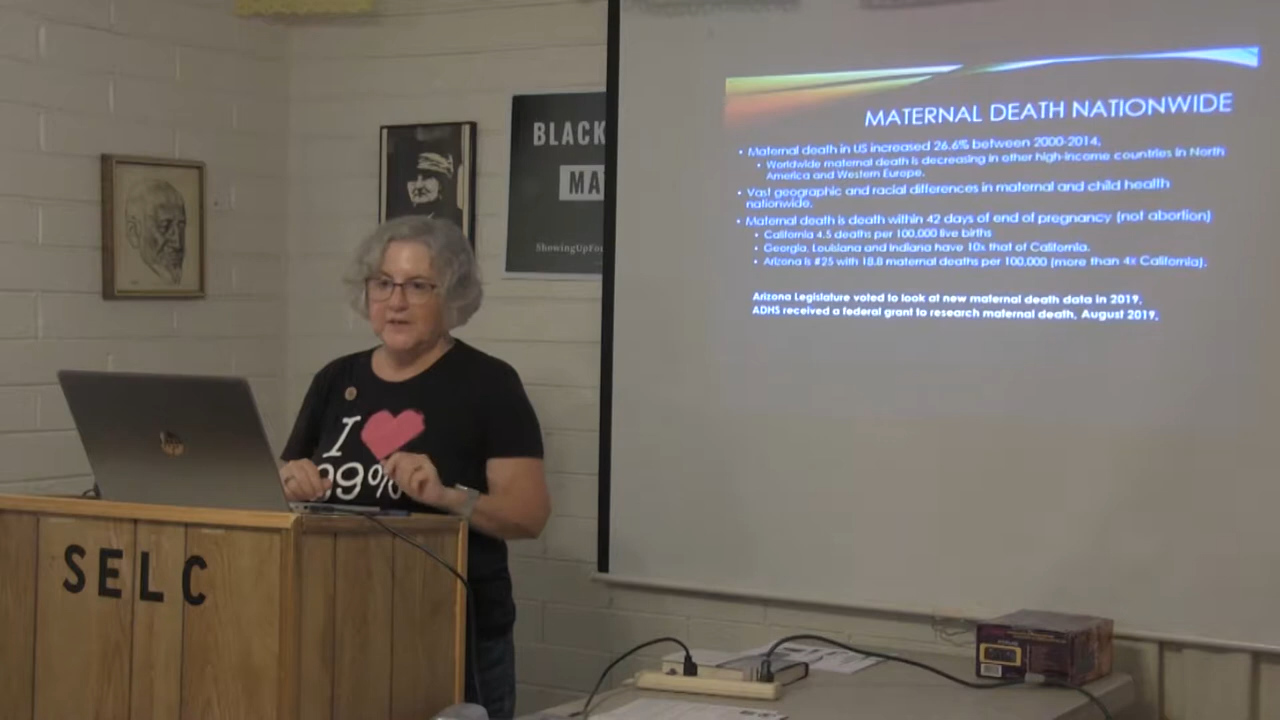 BLACK
MA
ShowingUpFo
MATERNAL DEATH NATIONWIDE
• Maternal death in US increased 26.6% between 2000-2014.
• Worldwide maternal death is decreasing in other high-income countries in North
America and Western Europe.
• Vast geographic and racial differences in maternal and child health
nationwide.
• Maternal death is death within 42 days of end of pregnancy (not abortion)
• California 4.5 deaths per 100,000 live births
• Georgia, Louisiana and Indiana have 10x that of California.
• Arizona is #25 with 18.8 maternal deaths per 100,000 (more than 4x California).
Arizona Legislature voted to look at new maternal death data in 2019.
ADHS received a federal grant to research maternal death, August 2019.
I
99%
SELC